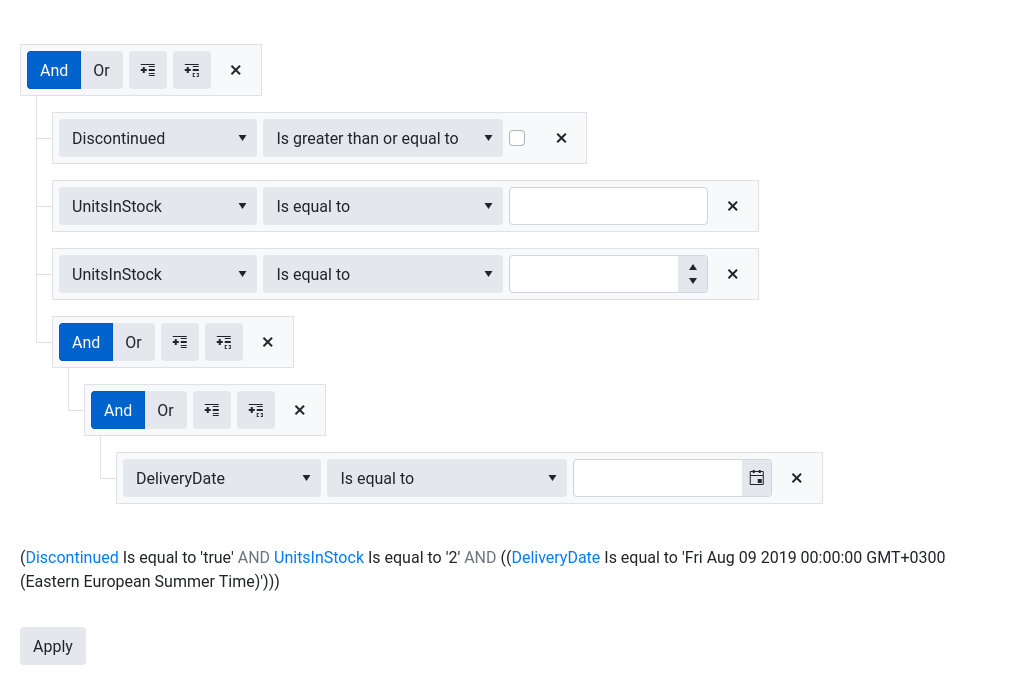 And Or
Discontinued Is greater than or equal to
UnitsInStock Is equal to
UnitsInStock Is equal to
And Or
And Or
DeliveryDate Is equal to
(Discontinued Is equal to 'true' AND UnitsInStock Is equal to '2' AND ((DeliveryDate Is equal to 'Fri Aug 09 2019 00:00:00 GMT+0300
(Eastern European Summer Time)')))
Apply